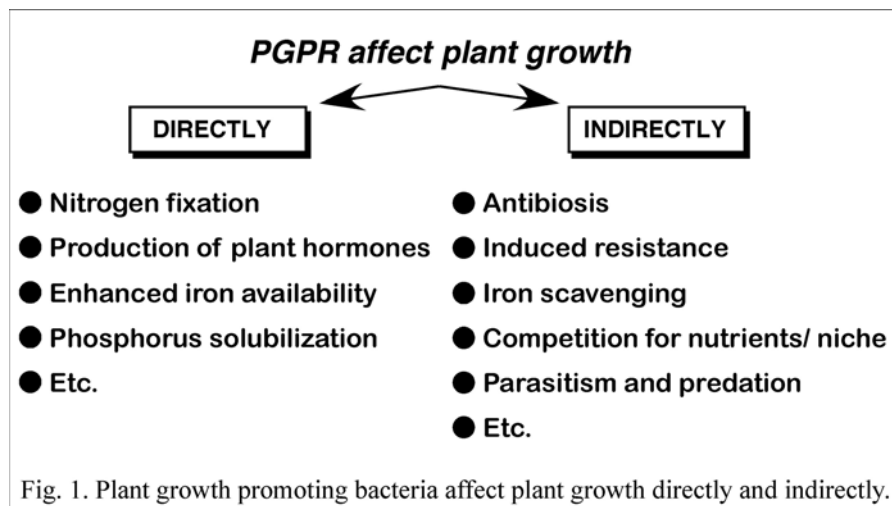 PGPR affect plant growth
DIRECTLY
● Nitrogen fixation
● Production of plant hormones
● Enhanced iron availability
● Phosphorus solubilization
● Etc.
INDIRECTLY
● Antibiosis
● Induced resistance
● Iron scavenging
● Competition for nutrients/ niche
● Parasitism and predation
● Etc.
Fig. 1. Plant growth promoting bacteria affect plant growth directly and indirectly.